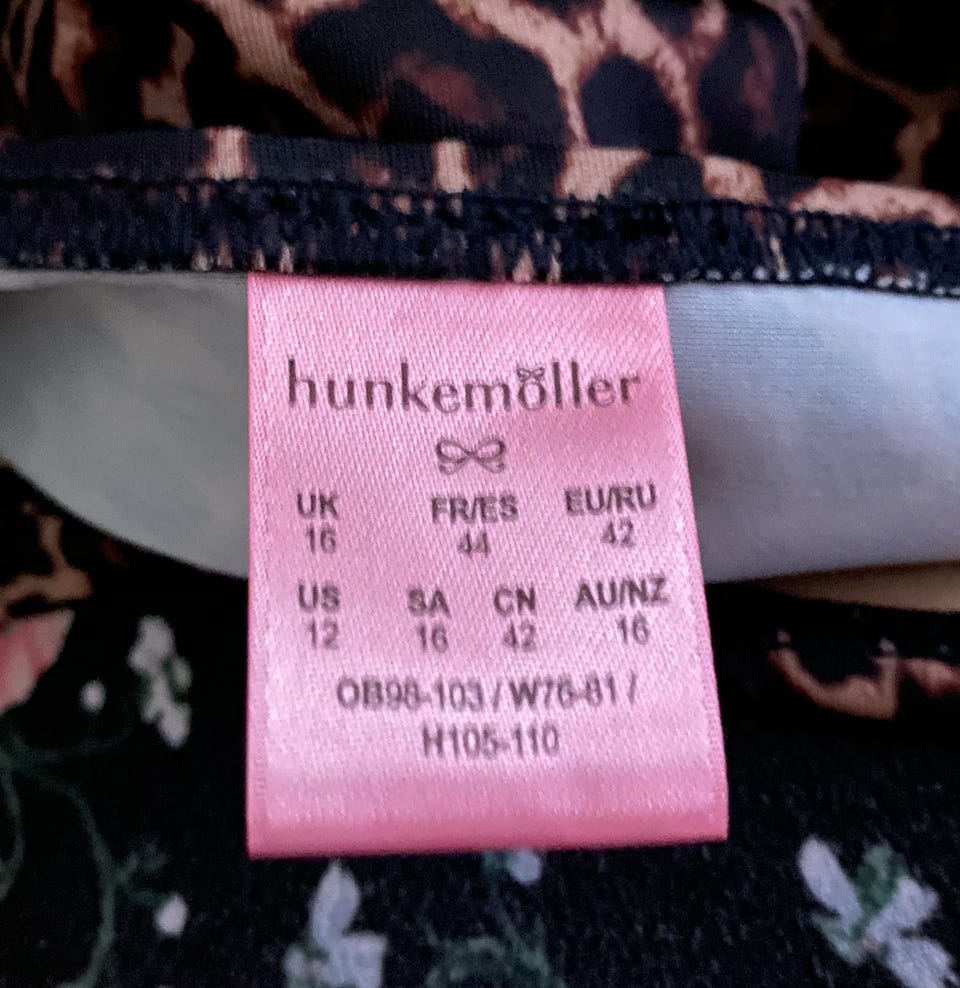 hunkemöller
UK FR/ES EU/RU
16 44 42
US SA CN AU/NZ
12 16 42 16
OB98-103 / W76-81 /
H105-110